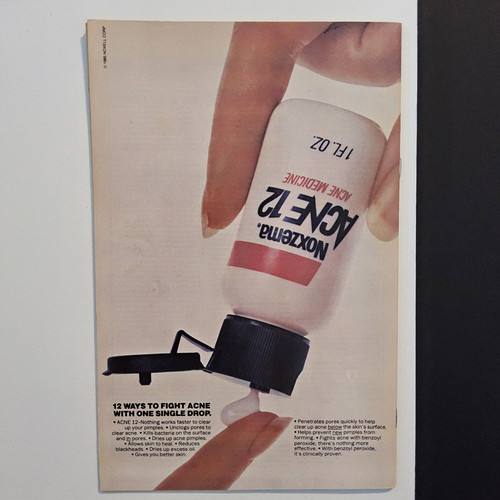 © 1985 NOXELL CORP.
1 FL. OZ.
ACNE MEDICINE
ACNE 12
NOXZEMA®
12 WAYS TO FIGHT ACNE
WITH ONE SINGLE DROP.
• ACNE 12-Nothing works faster to clear
up your pimples. • Unclogs pores to
clear acne. • Kills bacteria on the surface
and in pores. • Dries up acne pimples.
• Allows skin to heal. • Reduces
blackheads. • Dries up excess oil.
• Gives you better skin.
• Penetrates pores quickly to help
clear up acne below the skin's surface.
• Helps prevent new pimples from
forming. • Fights acne with benzoyl
peroxide, there's nothing more
effective. • With benzoyl peroxide,
it's clinically proven.